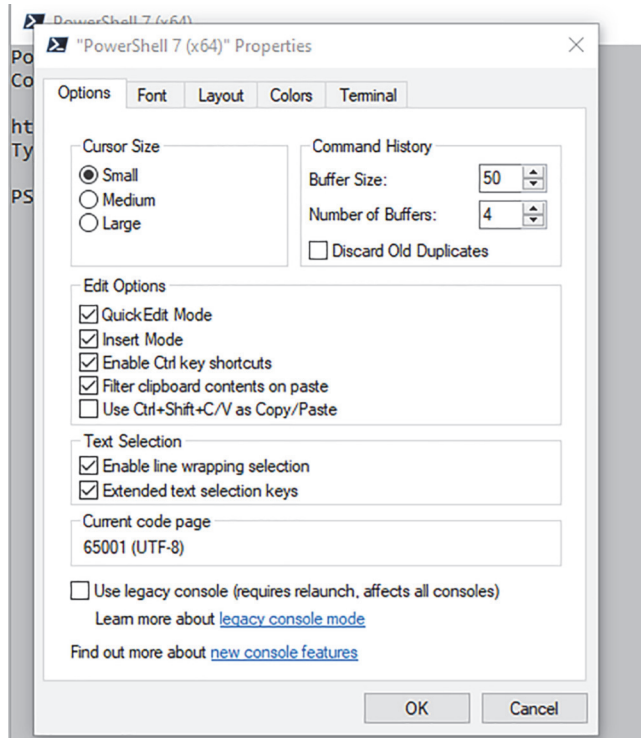 PowerShell 7 (x64)
"PowerShell 7 (x64)" Properties
Po
Co
ht
Ty
PS
Options Font Layout Colors Terminal
Cursor Size
Small
Medium
Large
Command History
Buffer Size: 50
Number of Buffers: 4
Discard Old Duplicates
Edit Options
QuickEdit Mode
Insert Mode
Enable Ctrl key shortcuts
Filter clipboard contents on paste
Use Ctrl+Shift+C/V as Copy/Paste
Text Selection
Enable line wrapping selection
Extended text selection keys
Current code page
65001 (UTF-8)
Use legacy console (requires relaunch, affects all consoles)
Learn more about legacy console mode
Find out more about new console features
OK Cancel